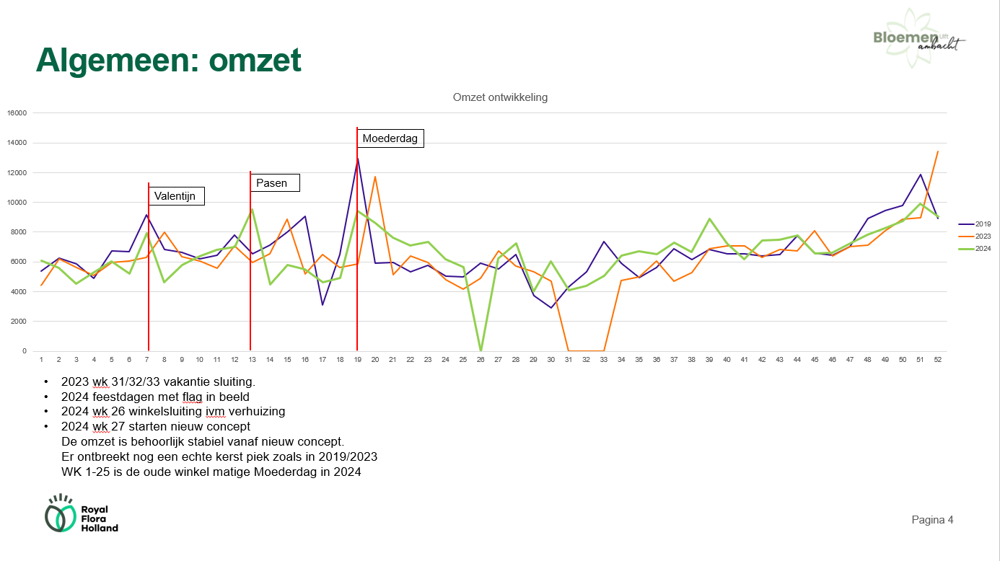 Bloemen Ulft
ambacht
Algemeen: omzet
Omzet ontwikkeling
16000
14000
12000
10000
8000
6000
4000
2000
0
Moederdag
Pasen
Valentijn
2019
2023
2024
1 2 3 4 5 6 7 8 9 10 11 12 13 14 15 16 17 18 19 20 21 22 23 24 25 26 27 28 29 30 31 32 33 34 35 36 37 38 39 40 41 42 43 44 45 46 47 48 49 50 51 52
• 2023 wk 31/32/33 vakantie sluiting.
• 2024 feestdagen met flag in beeld
• 2024 wk 26 winkelsluiting ivm verhuizing
• 2024 wk 27 starten nieuw concept
De omzet is behoorlijk stabiel vanaf nieuw concept.
Er ontbreekt nog een echte kerst piek zoals in 2019/2023
WK 1-25 is de oude winkel matige Moederdag in 2024
Royal
Flora
Holland
Pagina 4